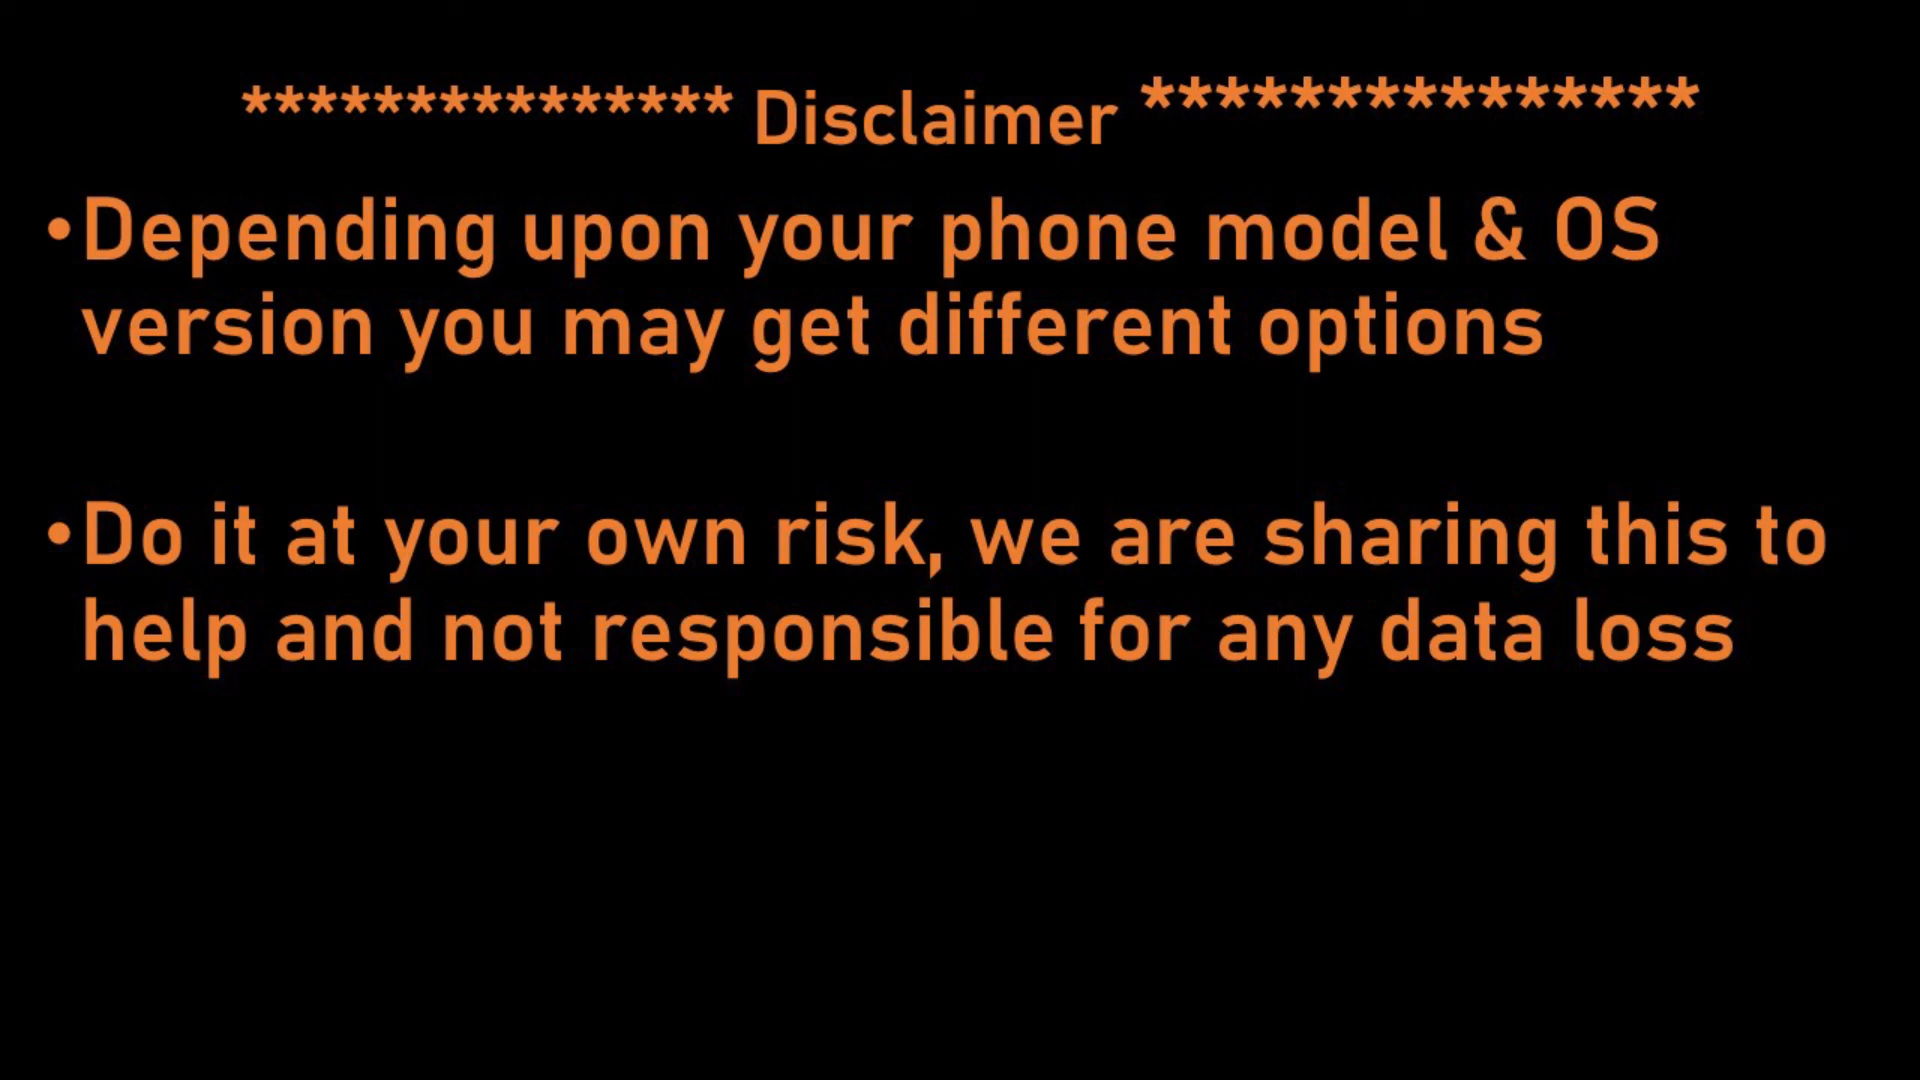 *************** Disclaimer ***************
•Depending upon your phone model & OS
version you may get different options
•Do it at your own risk, we are sharing this to
help and not responsible for any data loss